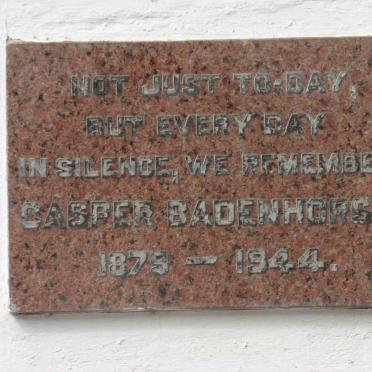 NOT JUST TO-DAY,
BUT EVERY DAY
IN SILENCE, WE REMEMBE
CASPER BADENHORS
1879 — 1944.